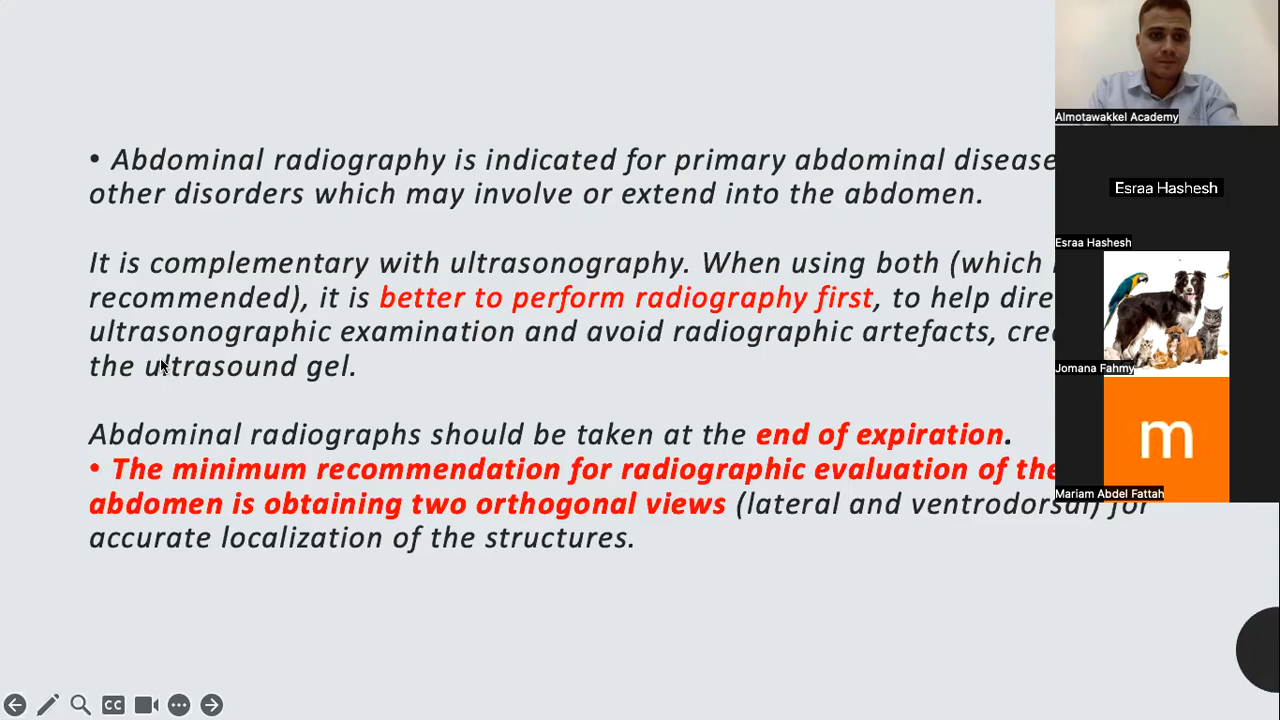 • Abdominal radiography is indicated for primary abdominal disease
other disorders which may involve or extend into the abdomen.
It is complementary with ultrasonography. When using both (which
recommended), it is better to perform radiography first, to help
ultrasonographic examination and avoid radiographic artefacts,
the ultrasound gel.
Abdominal radiographs should be taken at the end of expiration.
• The minimum recommendation for radiographic evaluation of the
abdomen is obtaining two orthogonal views (lateral and ventrodorsal) for
accurate localization of the structures.
Almotawakkel Academy
Esraa Hashesh
Esraa Hashesh
Jomana Fahmy
m
Mariam Abdel Fattah
CC